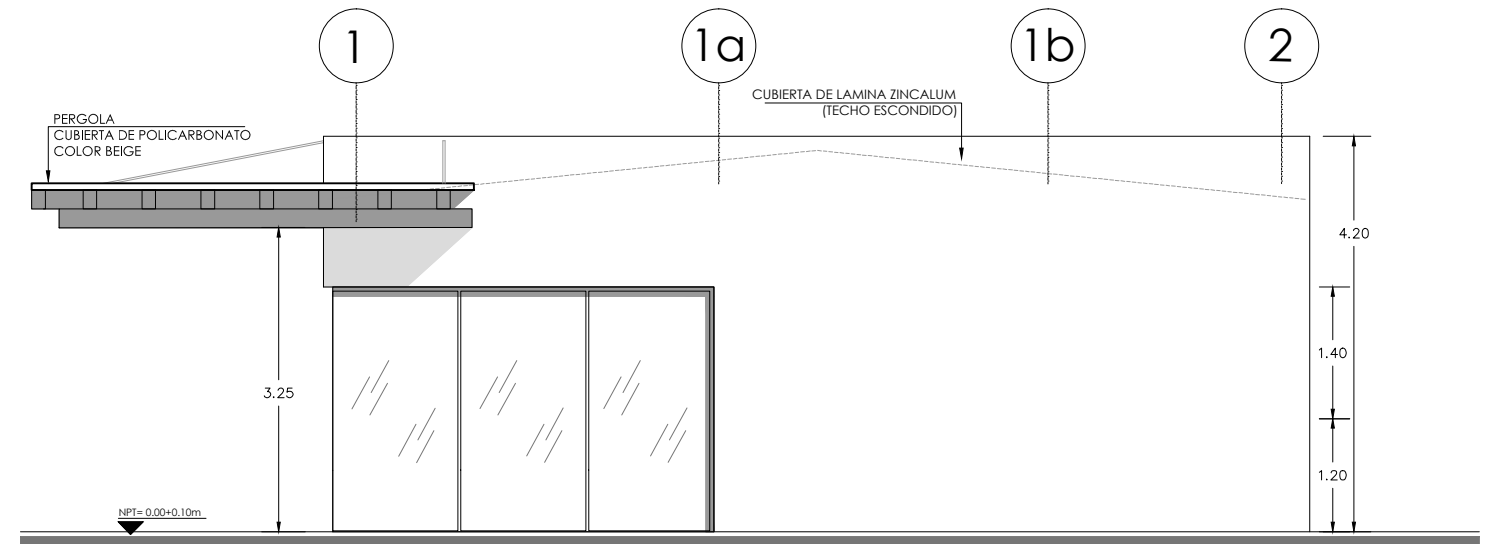 1
1a
1b
2
CUBIERTA DE LAMINA ZINCALUM
(TECHO ESCONDIDO)
PERGOLA
CUBIERTA DE POLICARBONATO
COLOR BEIGE
4.20
1.40
3.25
1.20
NPT= 0.00+0.10m